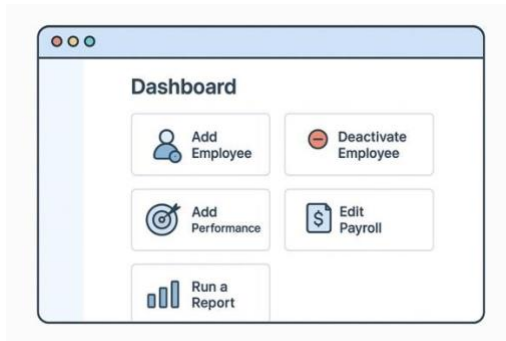 Dashboard
Add
Employee
Deactivate
Employee
Add
Performance
$ Edit
Payroll
Run a
Report